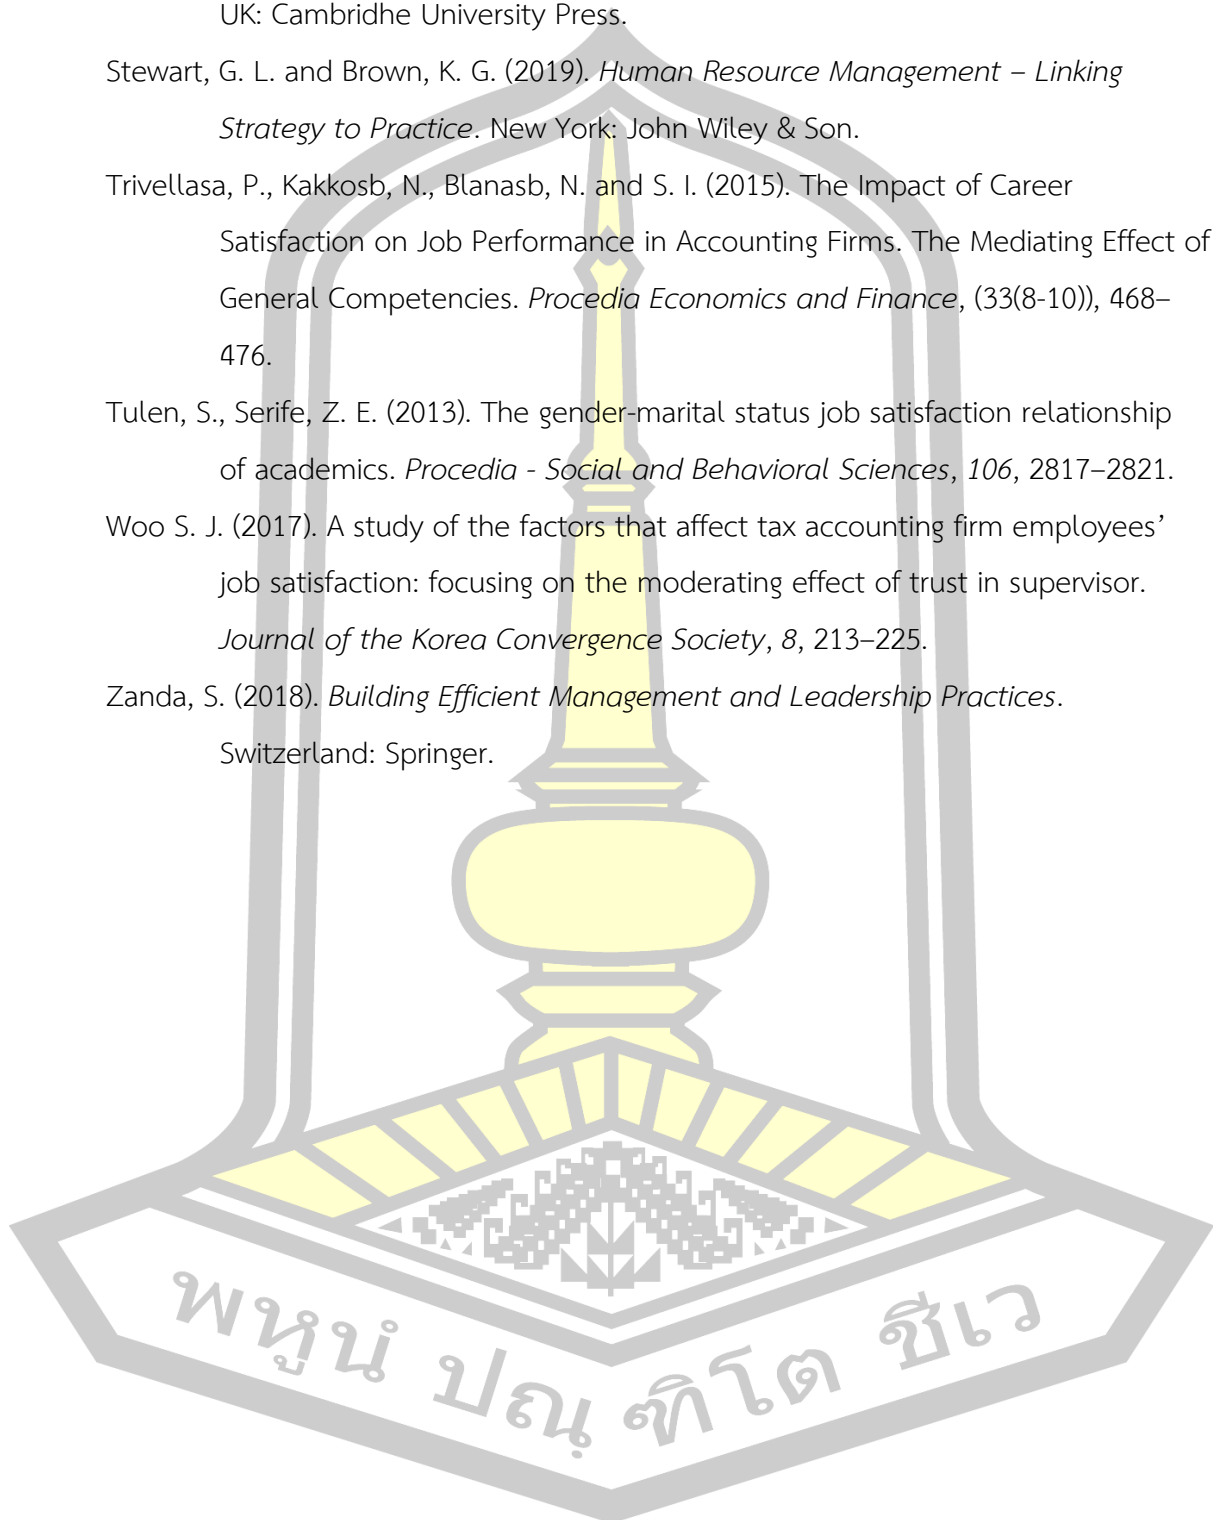 UK: Cambridhe University Press.
Stewart, G. L. and Brown, K. G. (2019). Human Resource Management – Linking
Strategy to Practice. New York: John Wiley & Son.
Trivellasa, P., Kakkosb, N., Blanasb, N. and S. I. (2015). The Impact of Career
Satisfaction on Job Performance in Accounting Firms. The Mediating Effect of
General Competencies. Procedia Economics and Finance, (33(8-10)), 468–
476.
Tulen, S., Serife, Z. E. (2013). The gender-marital status job satisfaction relationship
of academics. Procedia - Social and Behavioral Sciences, 106, 2817–2821.
Woo S. J. (2017). A study of the factors that affect tax accounting firm employees’
job satisfaction: focusing on the moderating effect of trust in supervisor.
Journal of the Korea Convergence Society, 8, 213–225.
Zanda, S. (2018). Building Efficient Management and Leadership Practices.
Switzerland: Springer.
พหูนํ ปณฺฑิโต ชีเว